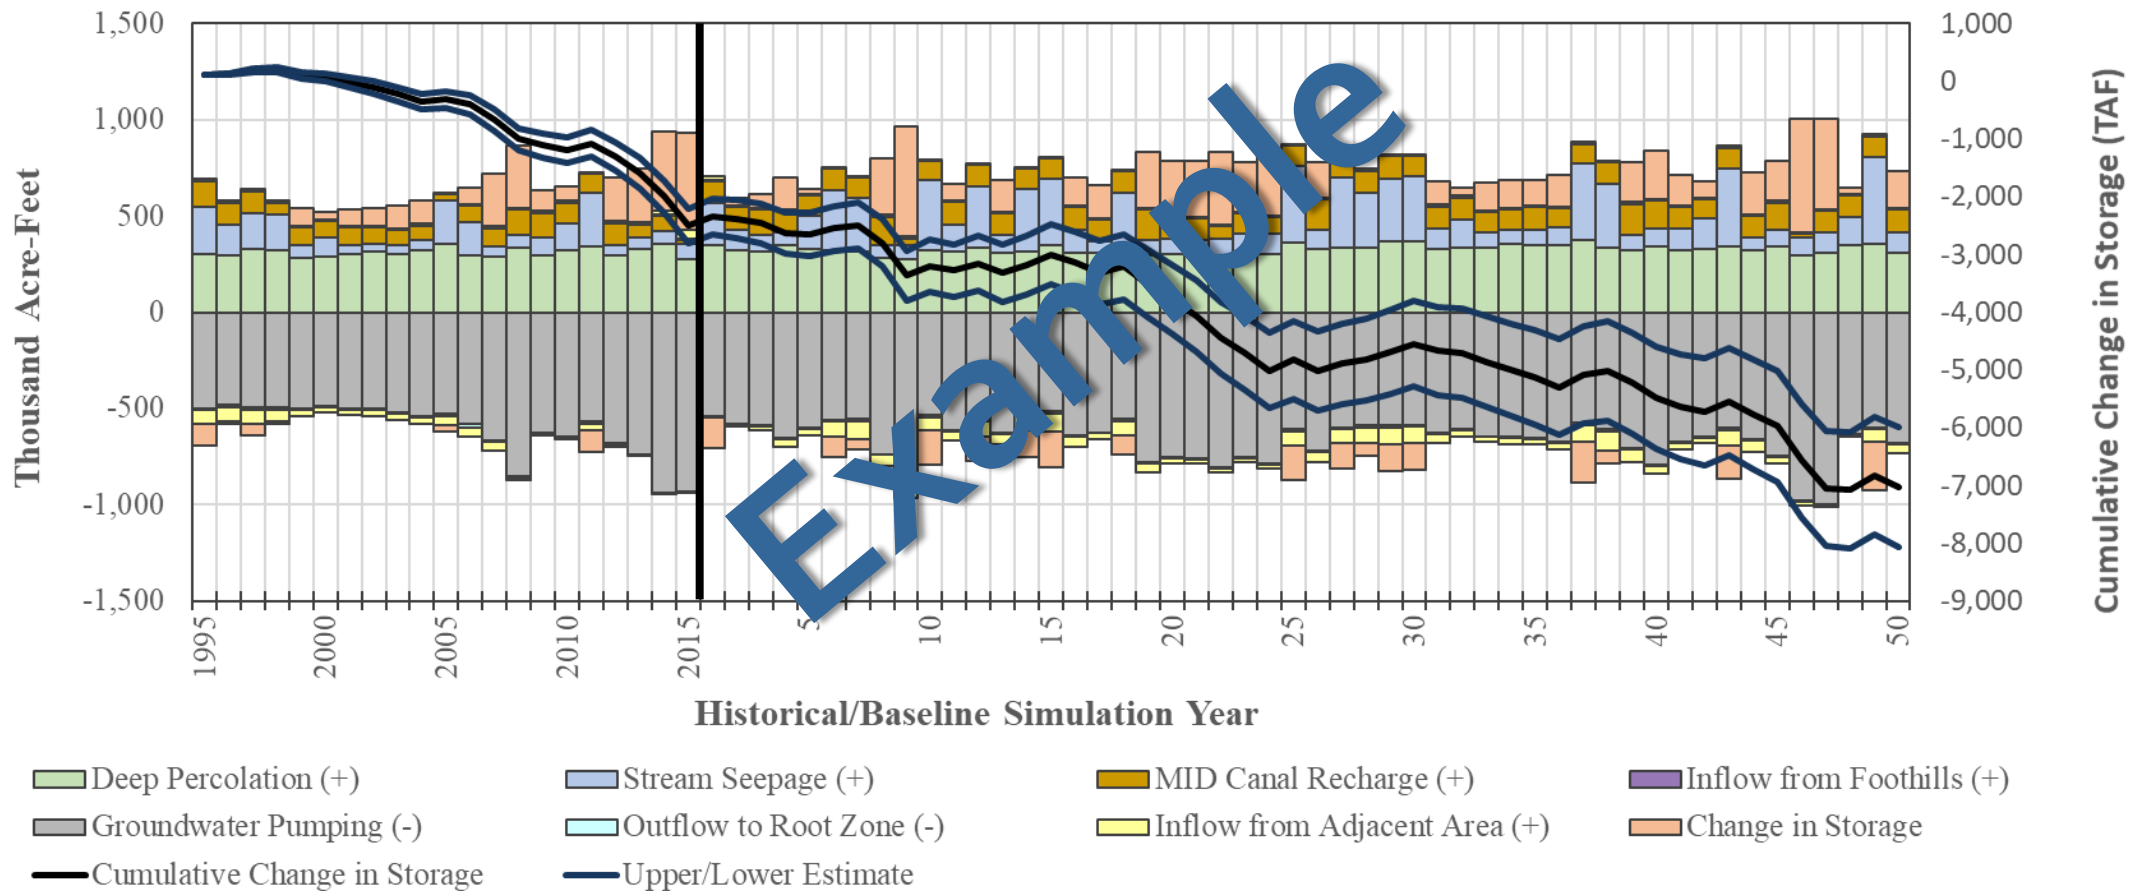 1,500
1,000
500
0
-500
-1,000
-1,500
Thousand Acre-Feet
1,000
0
-1,000
-2,000
-3,000
-4,000
-5,000
-6,000
-7,000
-8,000
-9,000
Cumulative Change in Storage (TAF)
Example
1995 2000 2005 2010 2015 5 10 15 20 25 30 35 40 45 50
Historical/Baseline Simulation Year
Deep Percolation (+) Stream Seepage (+) MID Canal Recharge (+) Inflow from Foothills (+)
Groundwater Pumping (-) Outflow to Root Zone (-) Inflow from Adjacent Area (+) Change in Storage
Cumulative Change in Storage Upper/Lower Estimate